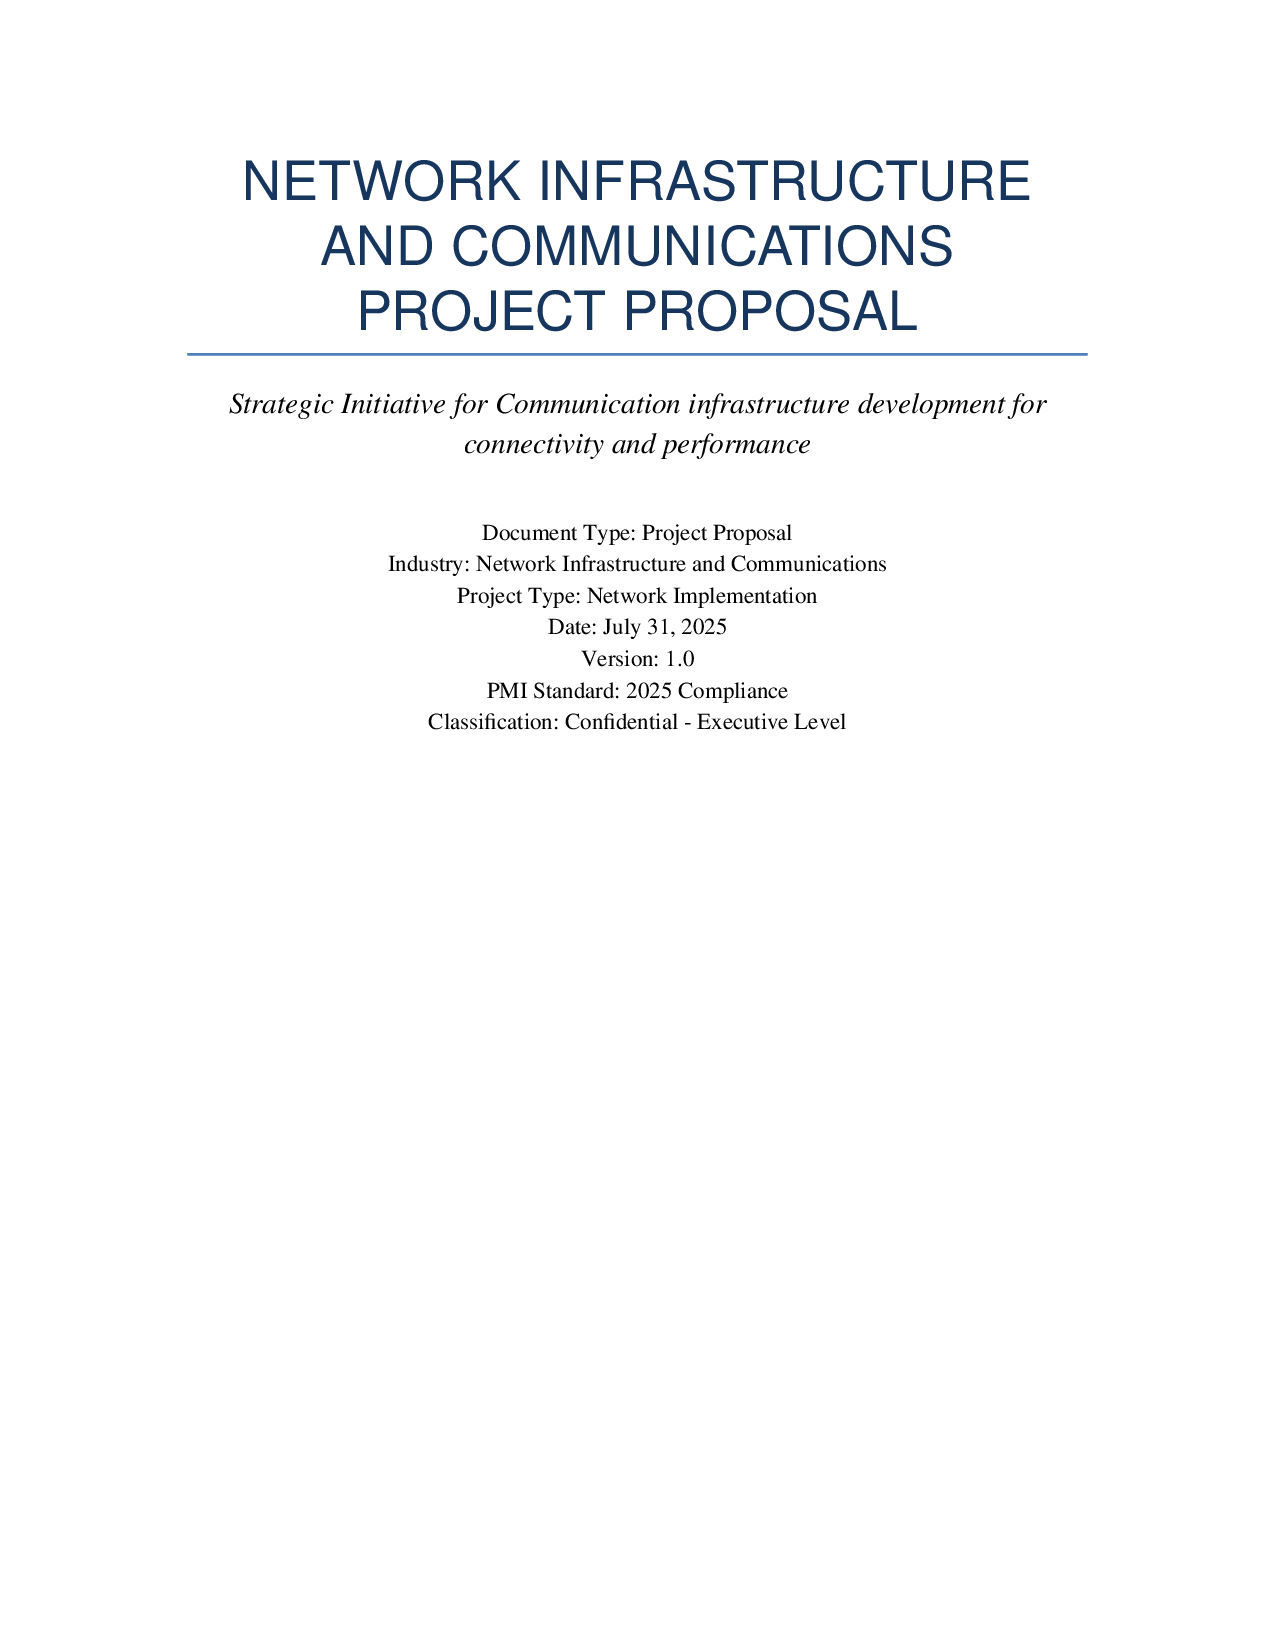 NETWORK INFRASTRUCTURE
AND COMMUNICATIONS
PROJECT PROPOSAL
Strategic Initiative for Communication infrastructure development for
connectivity and performance
Document Type: Project Proposal
Industry: Network Infrastructure and Communications
Project Type: Network Implementation
Date: July 31, 2025
Version: 1.0
PMI Standard: 2025 Compliance
Classification: Confidential - Executive Level